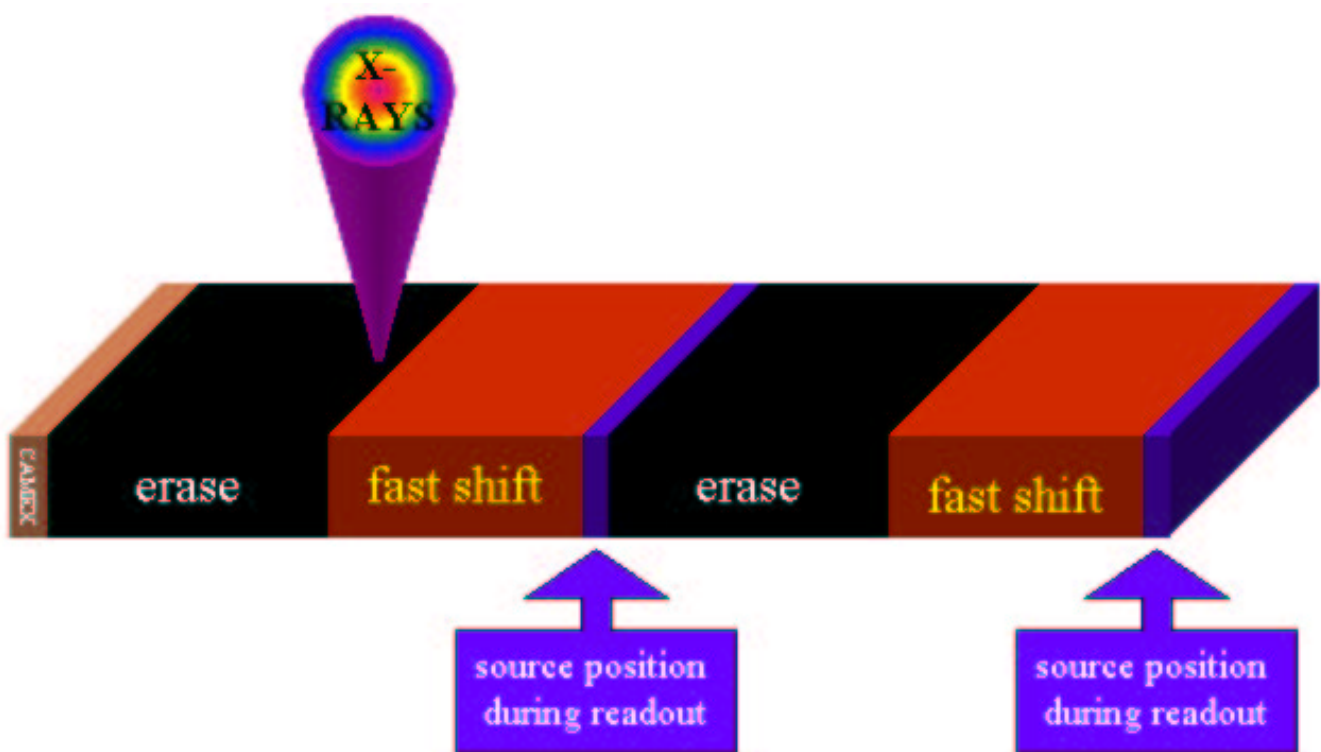 X-
RAYS
CAMEX
erase
fast shift
erase
fast shift
source position
during readout
source position
during readout